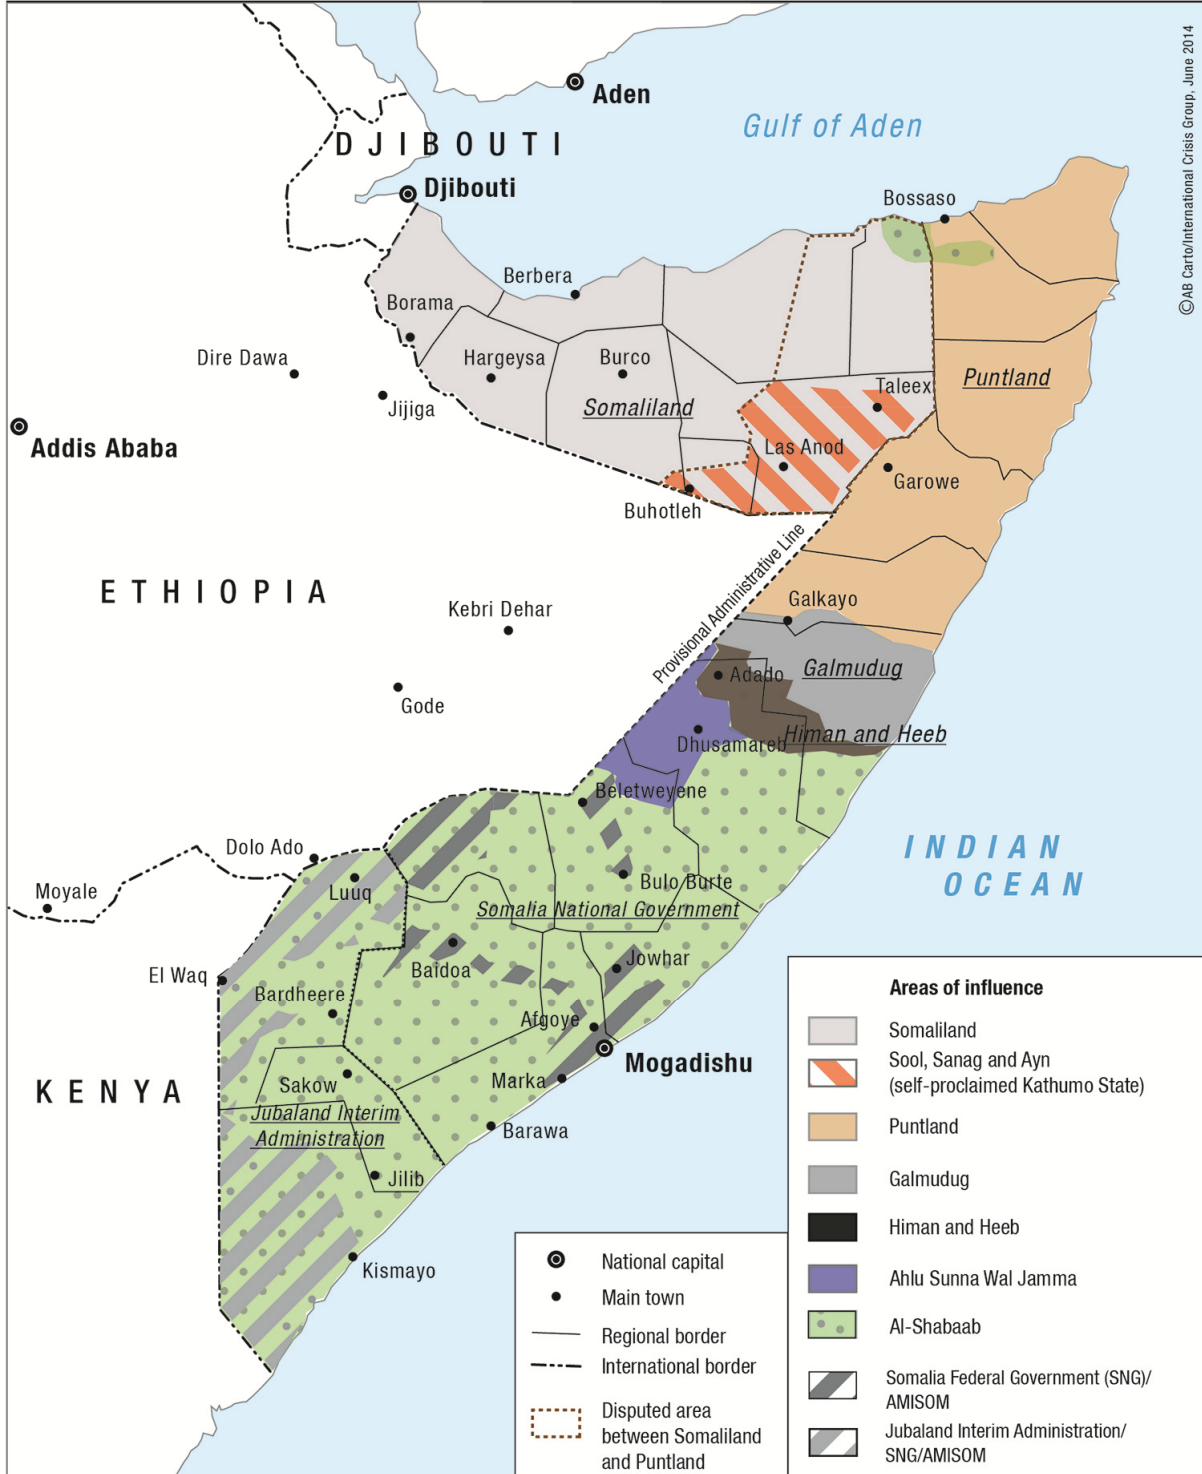 Aden
Gulf of Aden
DJIBOUTI
Djibouti
Bossaso
©AB Carto/International Crisis Group, June 2014
Berbera
Borama
Dire Dawa
Hargeysa
Burco
Puntland
Taleex
Jijiga
Somaliland
Addis Ababa
Las Anod
Garowe
Buhotleh
Provisional Administrative Line
ETHIOPIA
Kebri Dehar
Galkayo
Galmudug
Adado
Gode
Himan and Heeb
Dhusamareb
Beletweyene
INDIAN
OCEAN
Dolo Ado
Moyale
Luuq
Bulo Burte
Somalia National Government
El Waq
Baidoa
Jowhar
Bardheere
Afgoye
Mogadishu
KENYA
Sakow
Marka
Jubaland Interim
Administration
Barawa
Jilib
Kismayo
National capital
Main town
Regional border
International border
Disputed area
between Somaliland
and Puntland
Areas of influence
Somaliland
Sool, Sanag and Ayn
(self-proclaimed Kathumo State)
Puntland
Galmudug
Himan and Heeb
Ahlu Sunna Wal Jamma
Al-Shabaab
Somalia Federal Government (SNG)/
AMISOM
Jubaland Interim Administration/
SNG/AMISOM